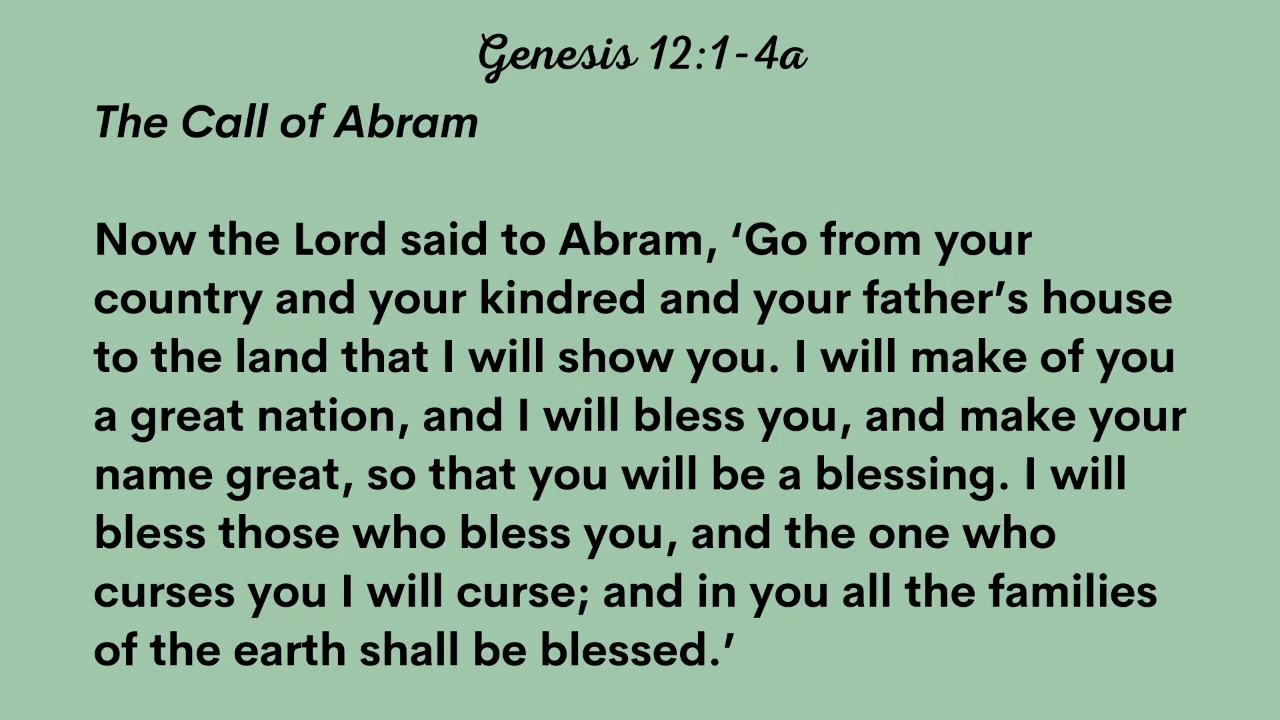 Genesis 12:1-4a
The Call of Abram
Now the Lord said to Abram, ‘Go from your
country and your kindred and your father’s house
to the land that I will show you. I will make of you
a great nation, and I will bless you, and make your
name great, so that you will be a blessing. I will
bless those who bless you, and the one who
curses you I will curse; and in you all the families
of the earth shall be blessed.’